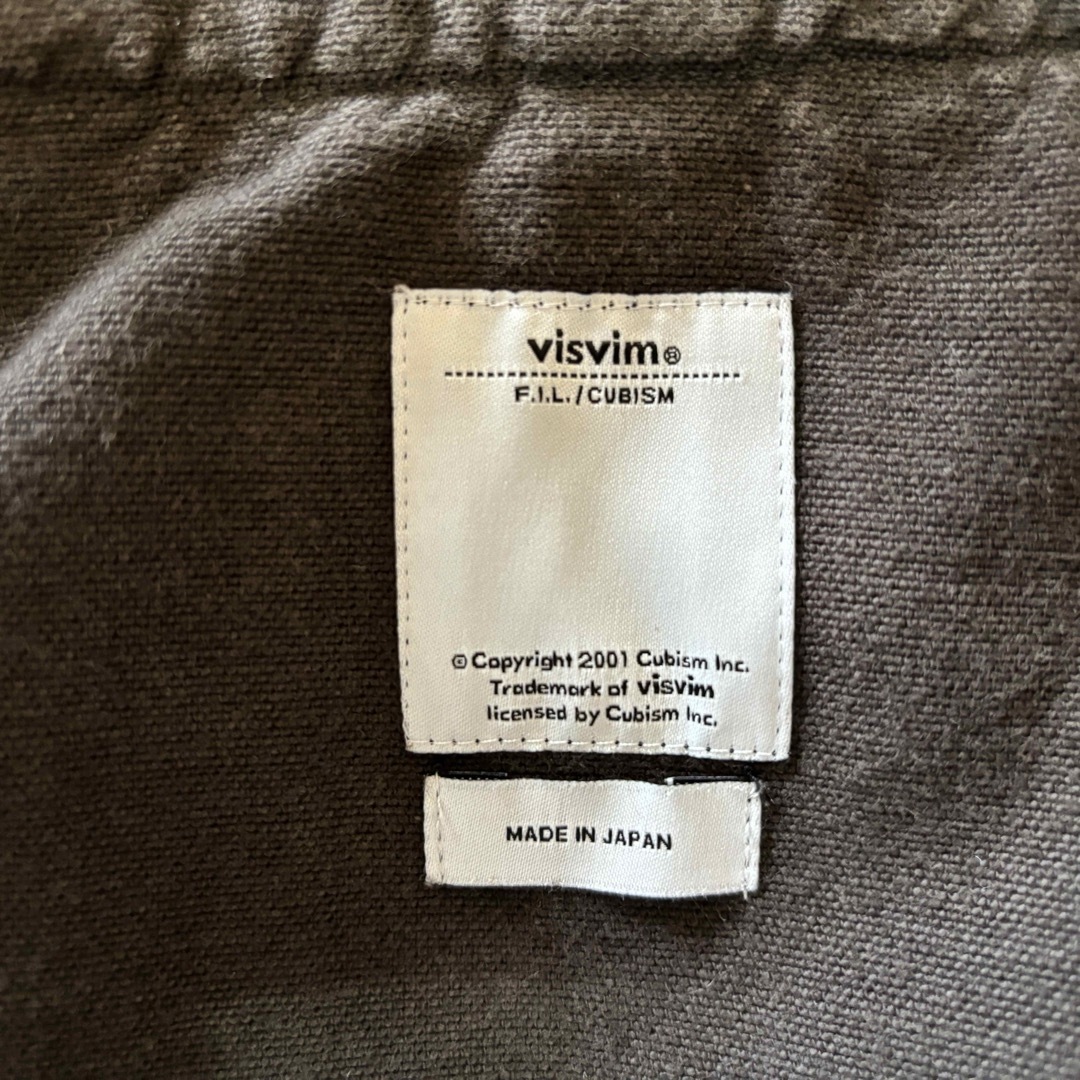 visvim®
F.I.L./CUBISM
© Copyright 2001 Cubism Inc.
Trademark of visvim
licensed by Cubism Inc.
MADE IN JAPAN